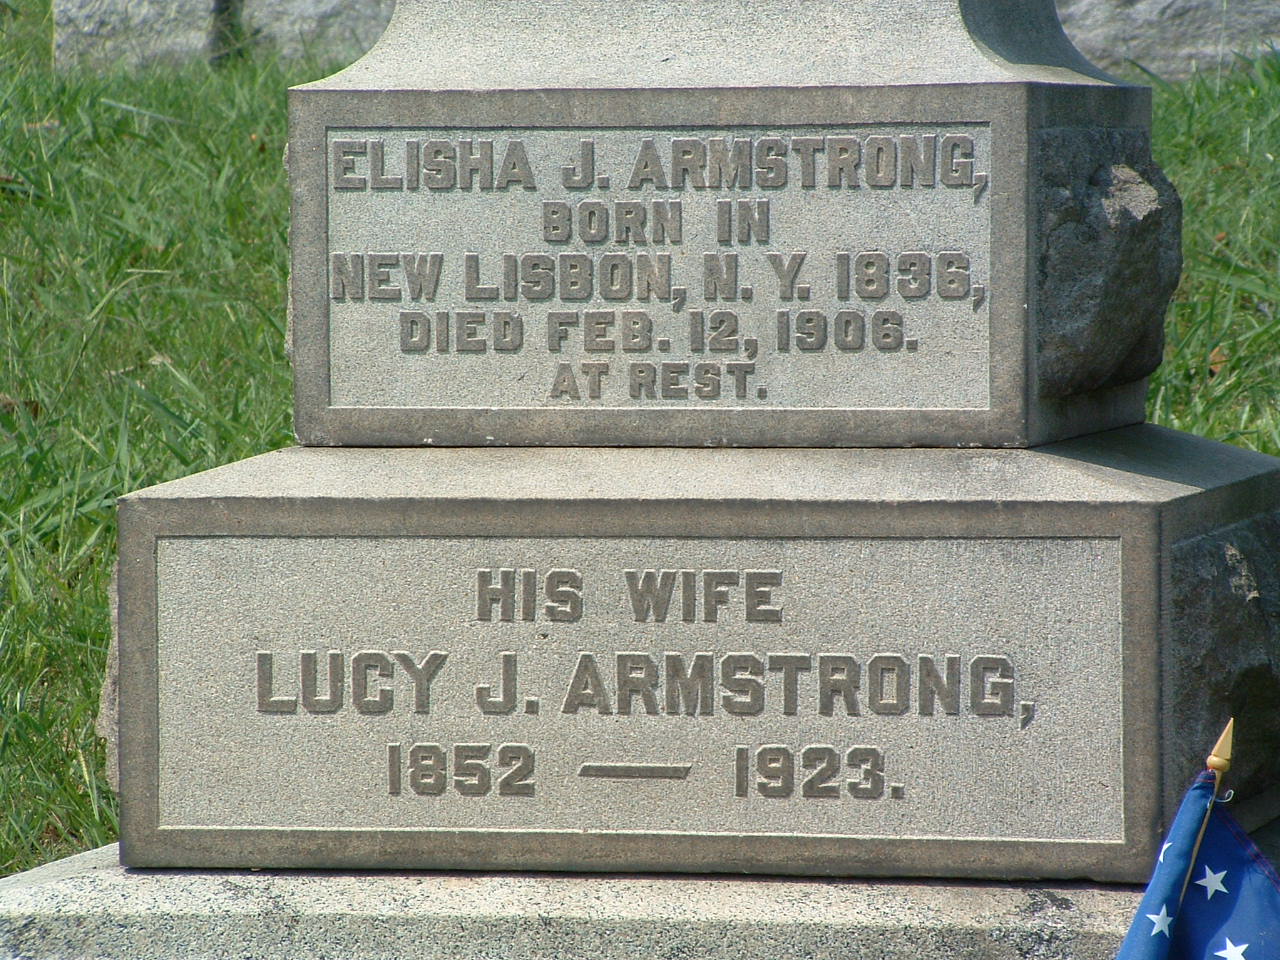 ELISHA J. ARMSTRONG,
BORN IN
NEW LISBON, N. Y. 1836,
DIED FEB. 12, 1906.
AT REST.
HIS WIFE
LUCY J. ARMSTRONG,
1852 — 1923.